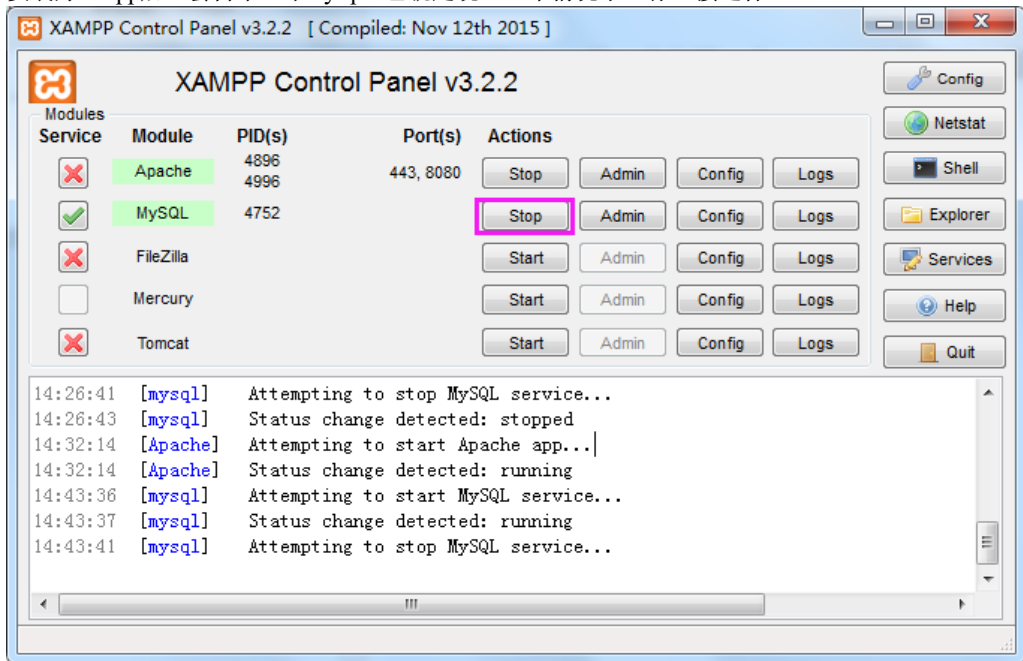 XAMPP Control Panel v3.2.2 [ Compiled: Nov 12th 2015 ]
XAMPP Control Panel v3.2.2
Config
Modules
Service Module PID(s) Port(s) Actions
Netstat
Apache 4896 4996 443, 8080 Stop Admin Config Logs
Shell
MySQL 4752 Stop Admin Config Logs
Explorer
FileZilla Start Admin Config Logs
Services
Mercury Start Admin Config Logs
Help
Tomcat Start Admin Config Logs
Quit
14:26:41 [mysql] Attempting to stop MySQL service...
14:26:43 [mysql] Status change detected: stopped
14:32:14 [Apache] Attempting to start Apache app...
14:32:14 [Apache] Status change detected: running
14:43:36 [mysql] Attempting to start MySQL service...
14:43:37 [mysql] Status change detected: running
14:43:41 [mysql] Attempting to stop MySQL service...